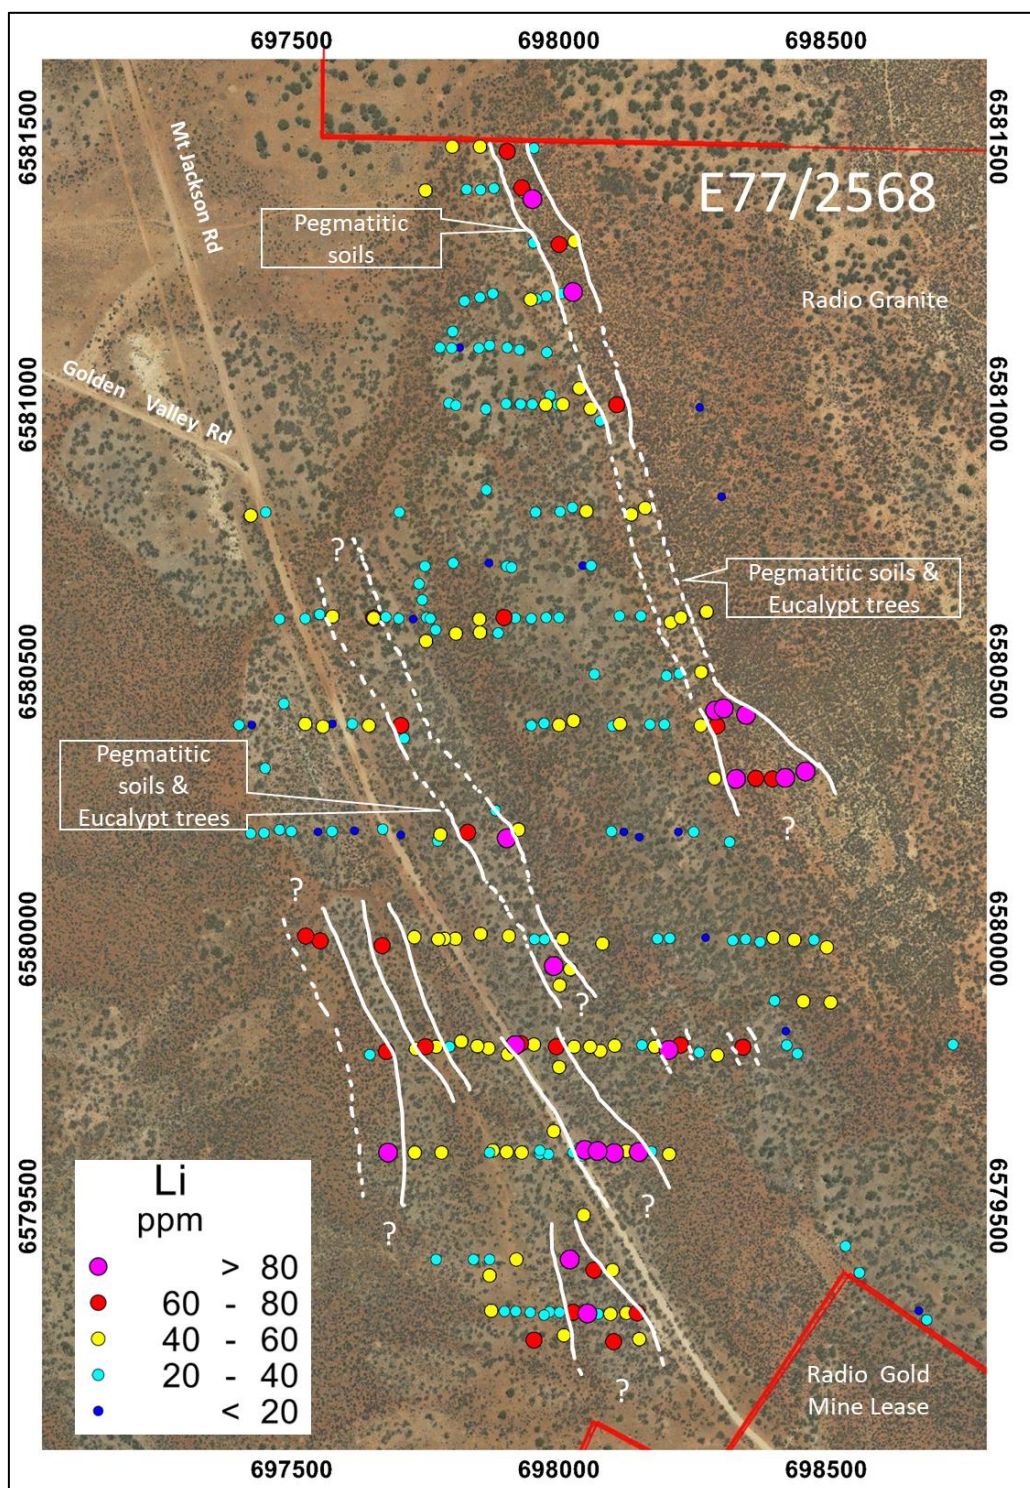 697500
698000
698500
6581500
6581500
Mt Jackson Rd
E77/2568
Pegmatitic
soils
Radio Granite
Golden Valley Rd
6581000
6581000
?
Pegmatitic soils &
Eucalypt trees
6580500
6580500
Pegmatitic
soils &
Eucalypt trees
?
?
6580000
6580000
?
Li
ppm
> 80
60 - 80
40 - 60
20 - 40
< 20
?
?
6579500
6579500
Radio Gold
Mine Lease
?
697500
698000
698500